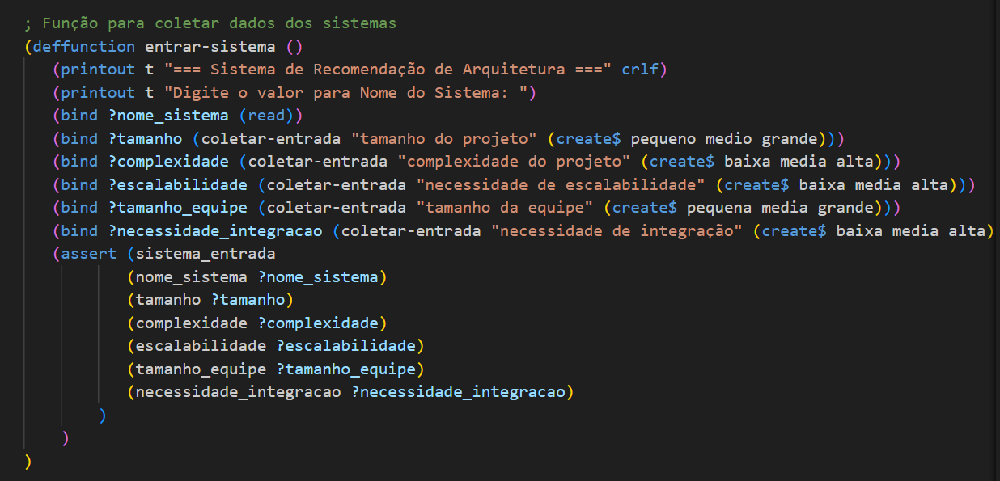 ; Função para coletar dados dos sistemas
(deffunction entrar-sistema ()
(printout t "=== Sistema de Recomendação de Arquitetura ===" crlf)
(printout t "Digite o valor para Nome do Sistema: ")
(bind ?nome_sistema (read))
(bind ?tamanho (coletar-entrada "tamanho do projeto" (create$ pequeno medio grande)))
(bind ?complexidade (coletar-entrada "complexidade do projeto" (create$ baixa media alta)))
(bind ?escalabilidade (coletar-entrada "necessidade de escalabilidade" (create$ baixa media alta)))
(bind ?tamanho_equipe (coletar-entrada "tamanho da equipe" (create$ pequena media grande)))
(bind ?necessidade_integracao (coletar-entrada "necessidade de integração" (create$ baixa media alta)
(assert (sistema_entrada
(nome_sistema ?nome_sistema)
(tamanho ?tamanho)
(complexidade ?complexidade)
(escalabilidade ?escalabilidade)
(tamanho_equipe ?tamanho_equipe)
(necessidade_integracao ?necessidade_integracao)
)
)
)